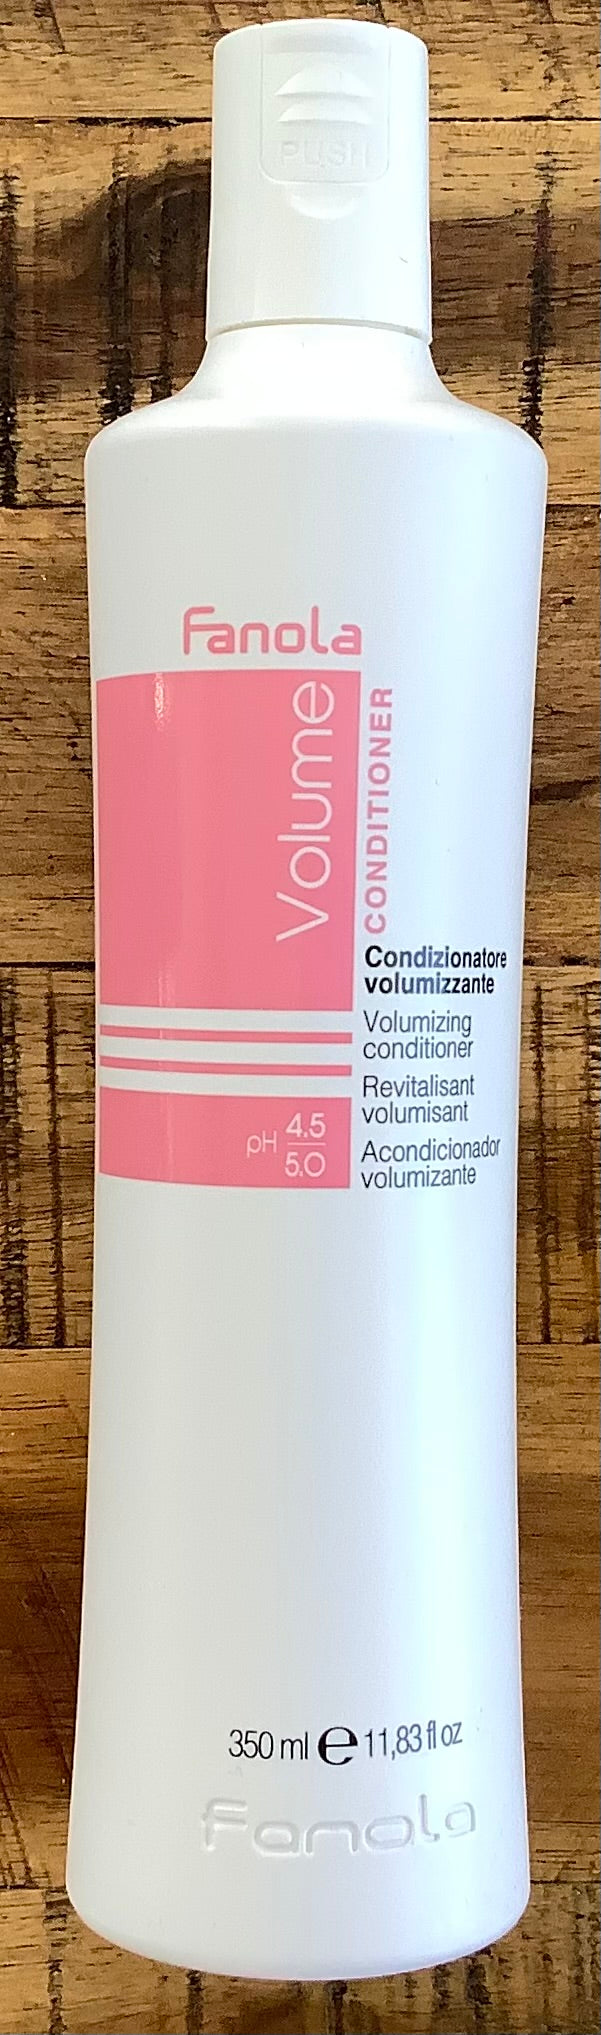 PUSH
Fanola
Volume
CONDITIONER
Condizionatore
volumizzante
Volumizing
conditioner
Revitalisant
volumisant
Acondicionador
volumizante
pH 4.5
5.0
350 ml e 11,83 fl oz
Fanola